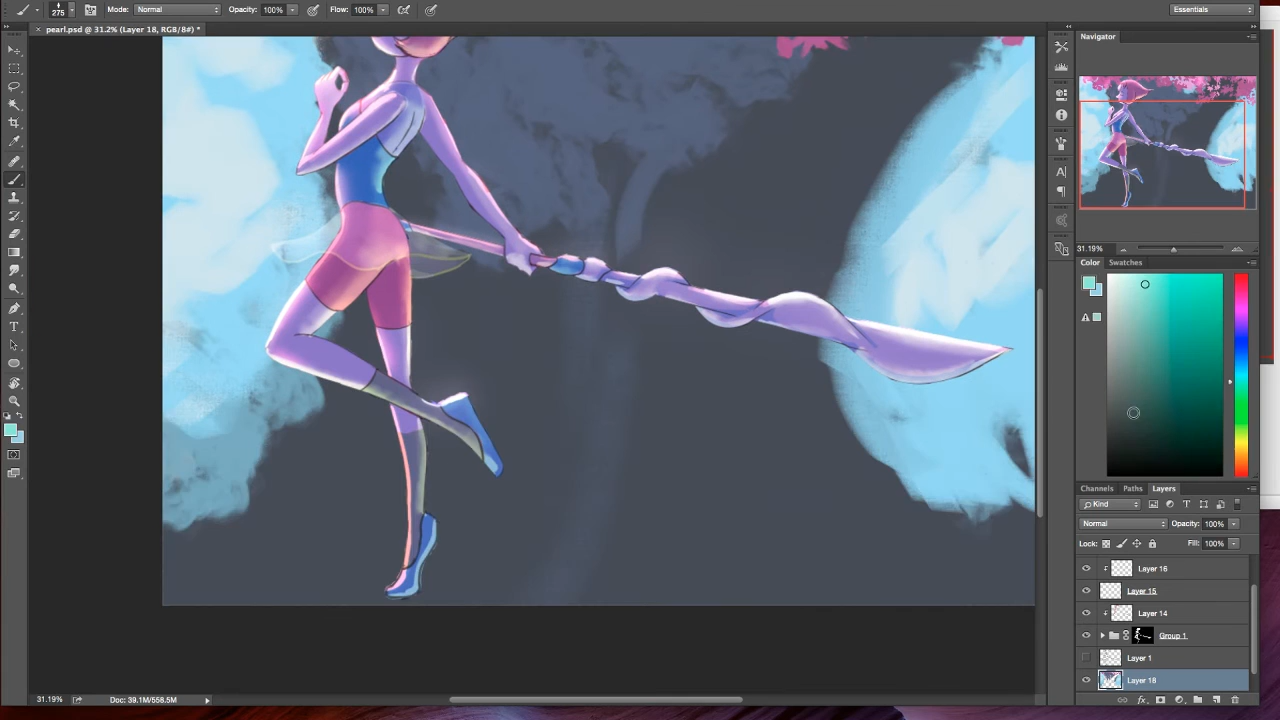 275 Mode: Normal Opacity: 100% Flow: 100% Essentials
× pearl.psd @ 31.2% (Layer 18, RGB/8#) *
Navigator
31.19%
Color Swatches
Channels Paths Layers
Kind
Normal Opacity: 100%
Lock: Fill: 100%
Layer 16
Layer 15
Layer 14
Group 1
Layer 1
Layer 18
31.19% Doc: 39.1M/558.5M